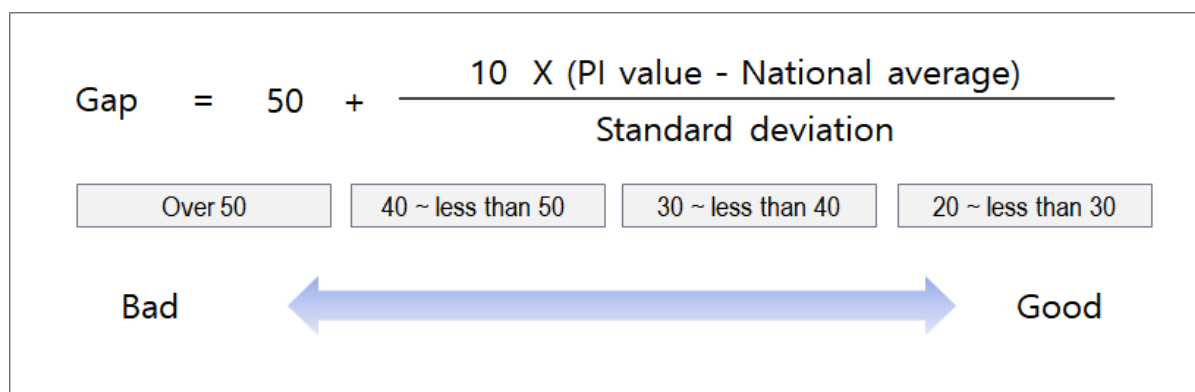 10 X (PI value - National average)
Gap = 50 +
Standard deviation
Over 50
40 ~ less than 50
30 ~ less than 40
20 ~ less than 30
Bad
Good